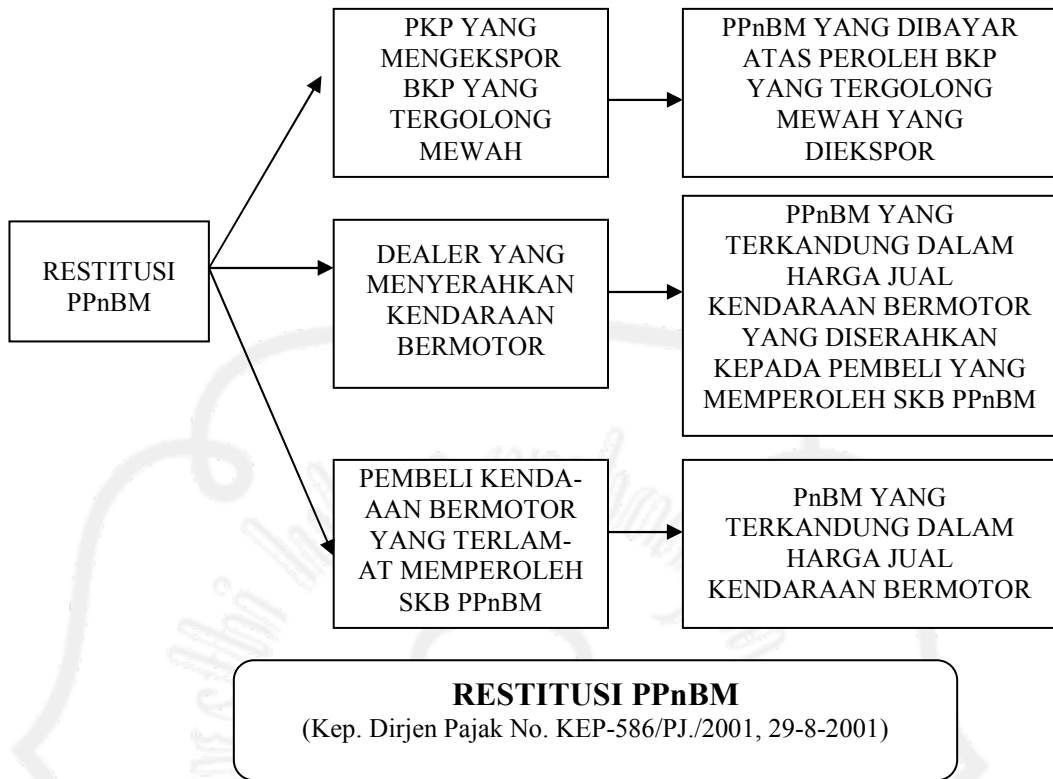 PKP YANG
MENGEKSPOR
BKP YANG
TERGOLONG
MEWAH
PPnBM YANG DIBAYAR
ATAS PEROLEH BKP
YANG TERGOLONG
MEWAH YANG
DIEKSPOR
RESTITUSI
PPnBM
DEALER YANG
MENYERAHKAN
KENDARAAN
BERMOTOR
PPnBM YANG
TERKANDUNG DALAM
HARGA JUAL
KENDARAAN BERMOTOR
YANG DISERAHKAN
KEPADA PEMBELI YANG
MEMPEROLEH SKB PPnBM
PEMBELI KENDA-
AAN BERMOTOR
YANG TERLAM-
AT MEMPEROLEH
SKB PPnBM
PnBM YANG
TERKANDUNG DALAM
HARGA JUAL
KENDARAAN BERMOTOR
RESTITUSI PPnBM
(Kep. Dirjen Pajak No. KEP-586/PJ./2001, 29-8-2001)